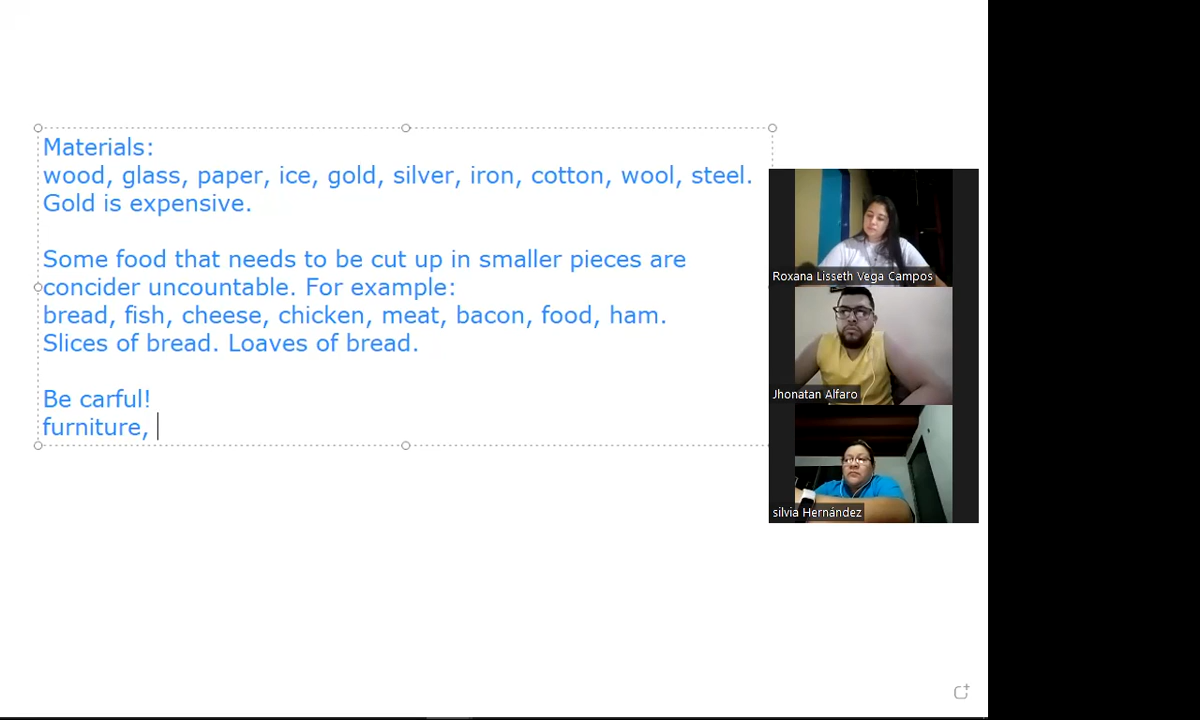 Materials:
wood, glass, paper, ice, gold, silver, iron, cotton, wool, steel.
Gold is expensive.
Some food that needs to be cut up in smaller pieces are
concider uncountable. For example:
bread, fish, cheese, chicken, meat, bacon, food, ham.
Slices of bread. Loaves of bread.
Be carful!
furniture,
Roxana Lisseth Vega Campos
Jhonatan Alfaro
silvia Hernández